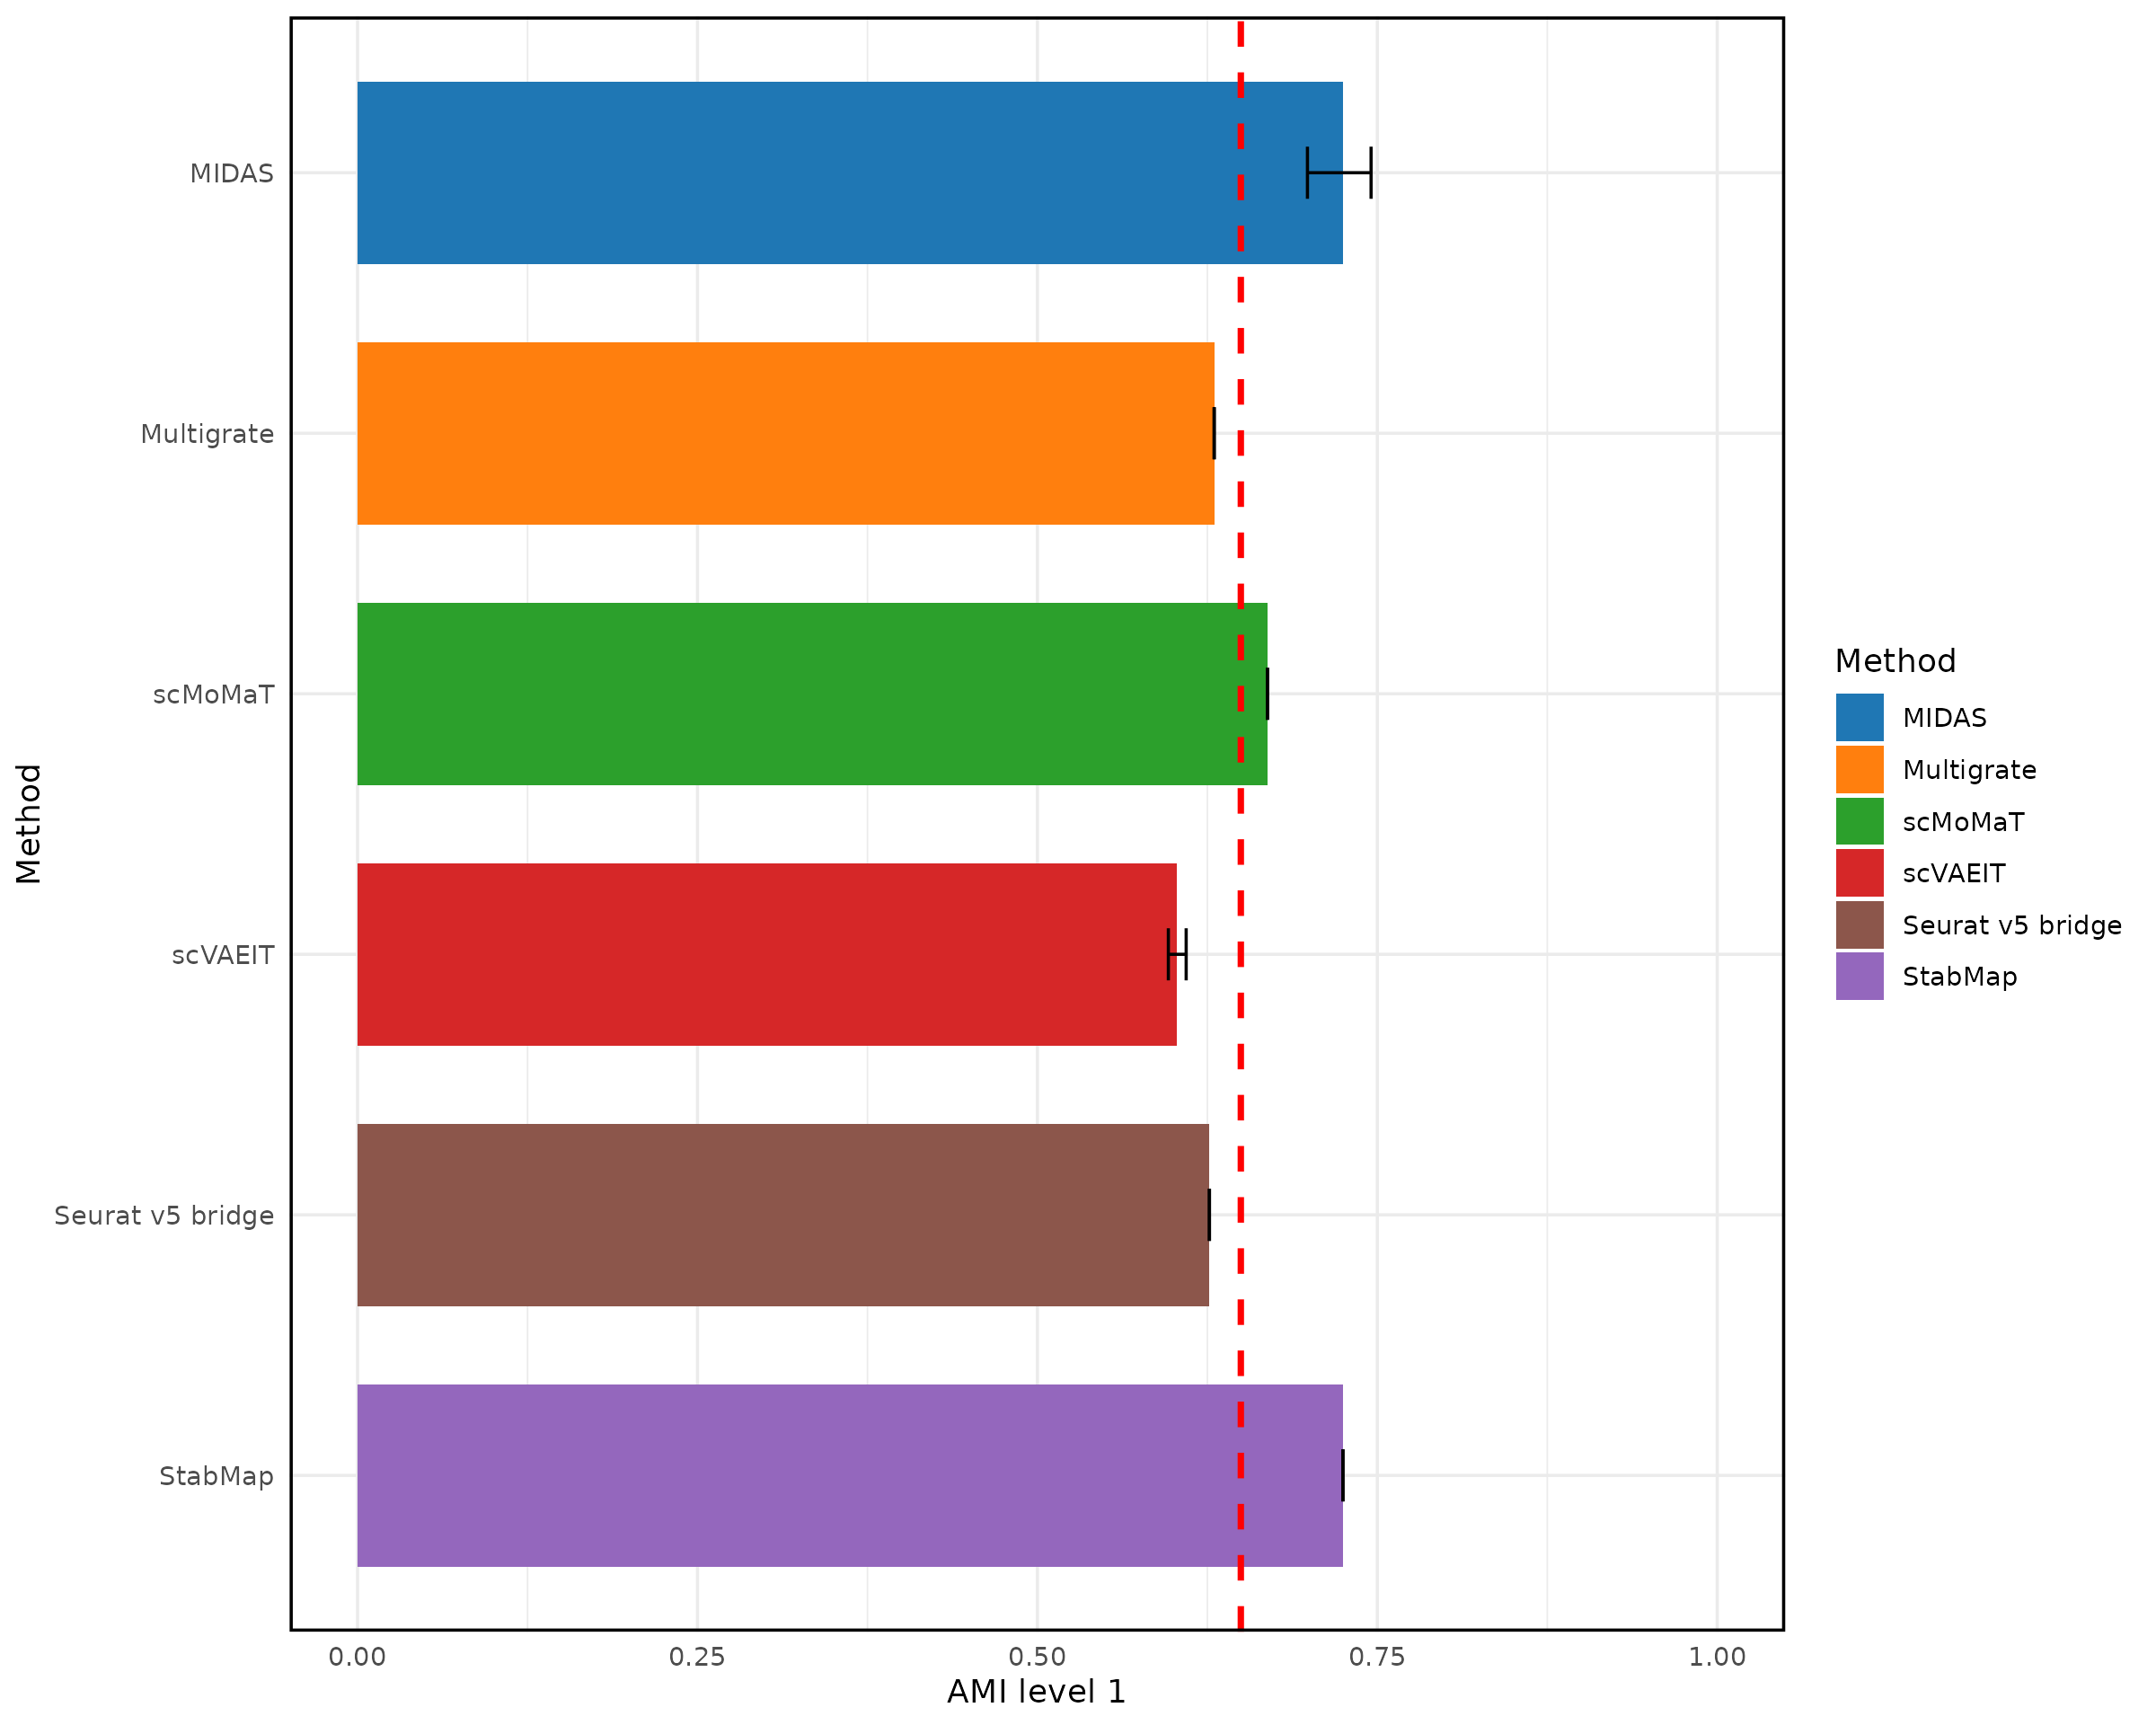 Method
MIDAS
Multigrate
scMoMaT
scVAEIT
Seurat v5 bridge
StabMap
0.00 0.25 0.50 0.75 1.00
AMI level 1
Method
MIDAS
Multigrate
scMoMaT
scVAEIT
Seurat v5 bridge
StabMap